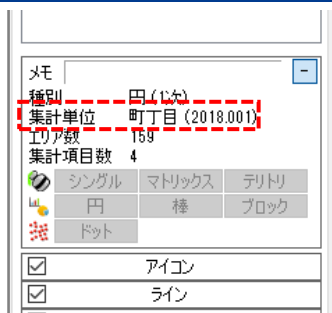 メモ
種別 円(1次)
集計単位 町丁目(2018.001)
エリア数 159
集計項目数 4
シングル マトリックス テリトリ
円 棒 ブロック
ドット
アイコン
ライン